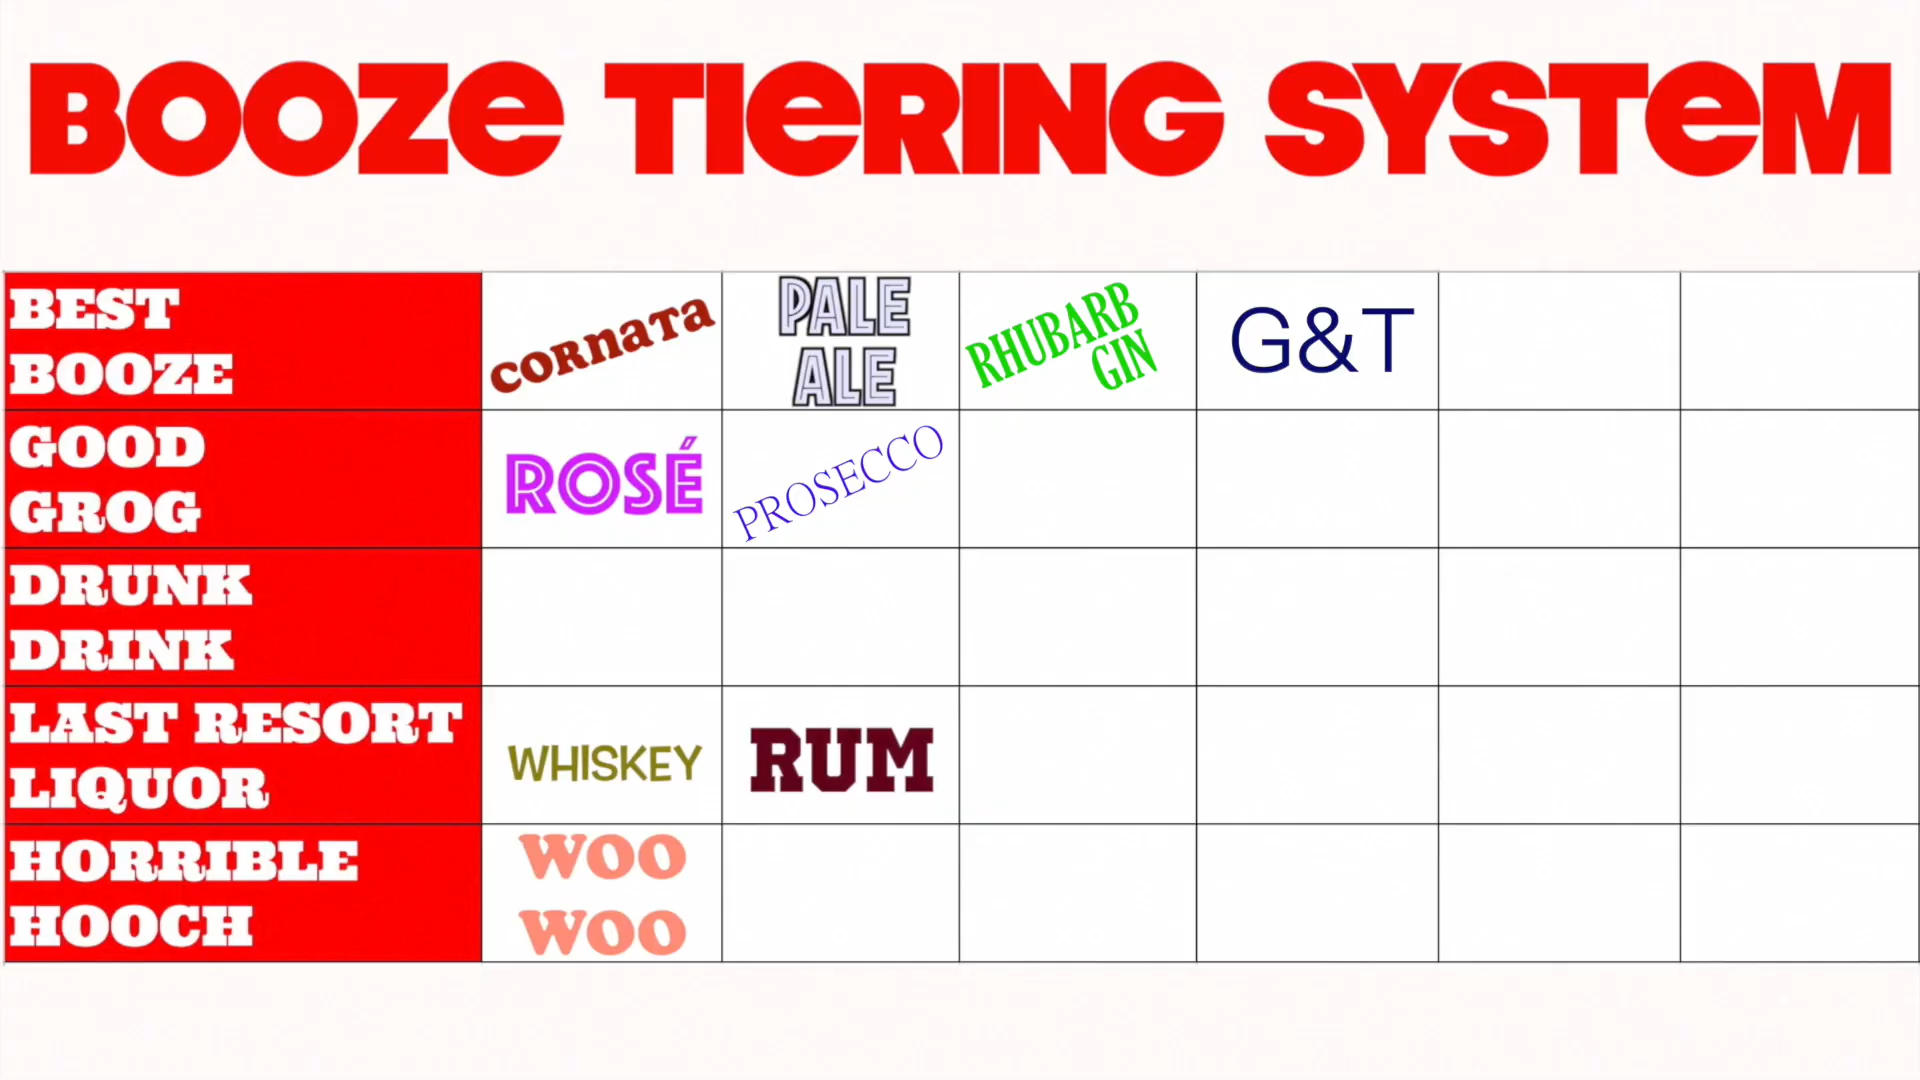 BOOZE TIERING SYSTEM
BEST
BOOZE
CORNATA
PALE
ALE
RHUBARB
GIN
G&T
GOOD
GROG
ROSÉ
PROSECCO
DRUNK
DRINK
LAST RESORT
LIQUOR
WHISKEY
RUM
HORRIBLE
HOOCH
WOO
WOO